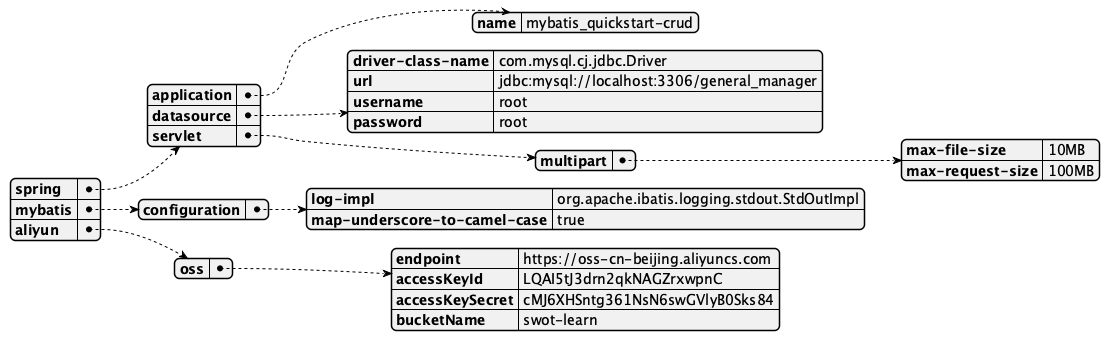 name mybatis_quickstart-crud
driver-class-name com.mysql.cj.jdbc.Driver
url jdbc:mysql://localhost:3306/general_manager
username root
password root
application
datasource
servlet
multipart
max-file-size 10MB
max-request-size 100MB
spring
mybatis
aliyun
configuration
log-impl org.apache.ibatis.logging.stdout.StdOutImpl
map-underscore-to-camel-case true
oss
endpoint https://oss-cn-beijing.aliyuncs.com
accessKeyId LQAI5tJ3drn2qkNAGZrxwpnC
accessKeySecret cMJ6XHSntg361NsN6swGVlyB0Sks84
bucketName swot-learn